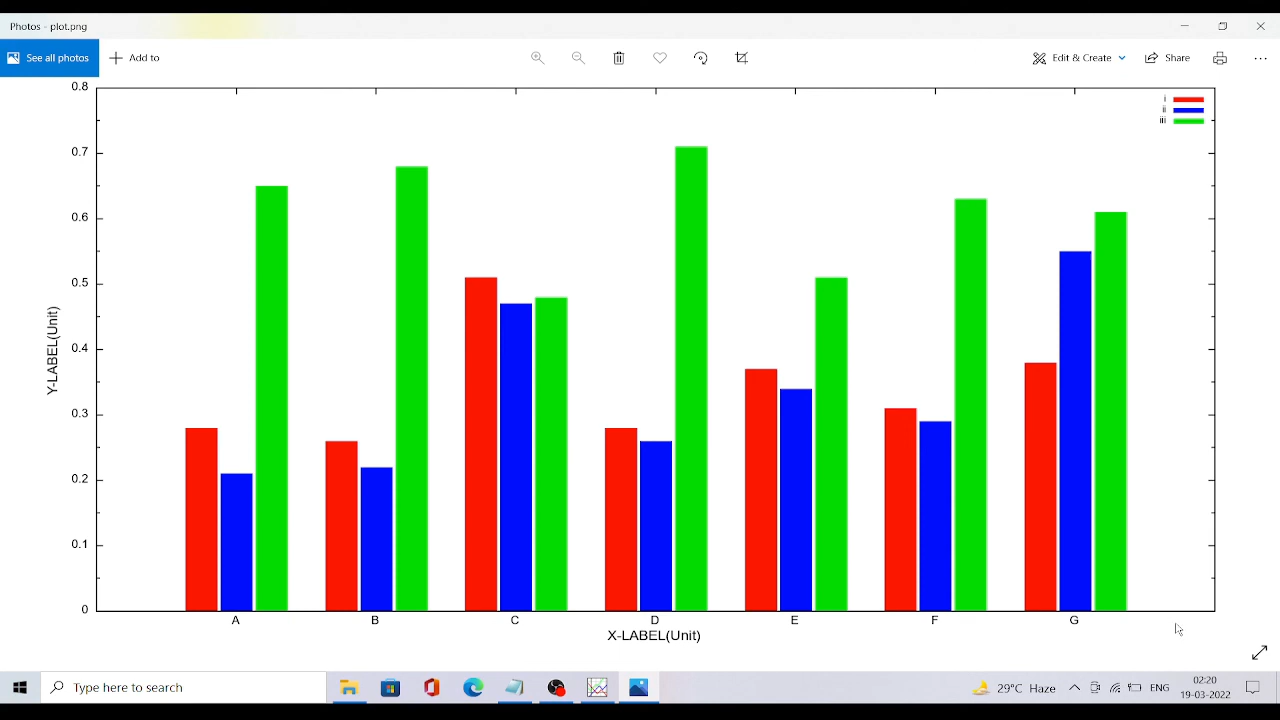 Photos - plot.png
See all photos
Add to
Edit & Create
Share
0.8
0.7
0.6
0.5
0.4
0.3
0.2
0.1
0
Y-LABEL(Unit)
i
ii
iii
A B C D E F G
X-LABEL(Unit)
Type here to search
29°C Haze
ENG
02:20
19-03-2022